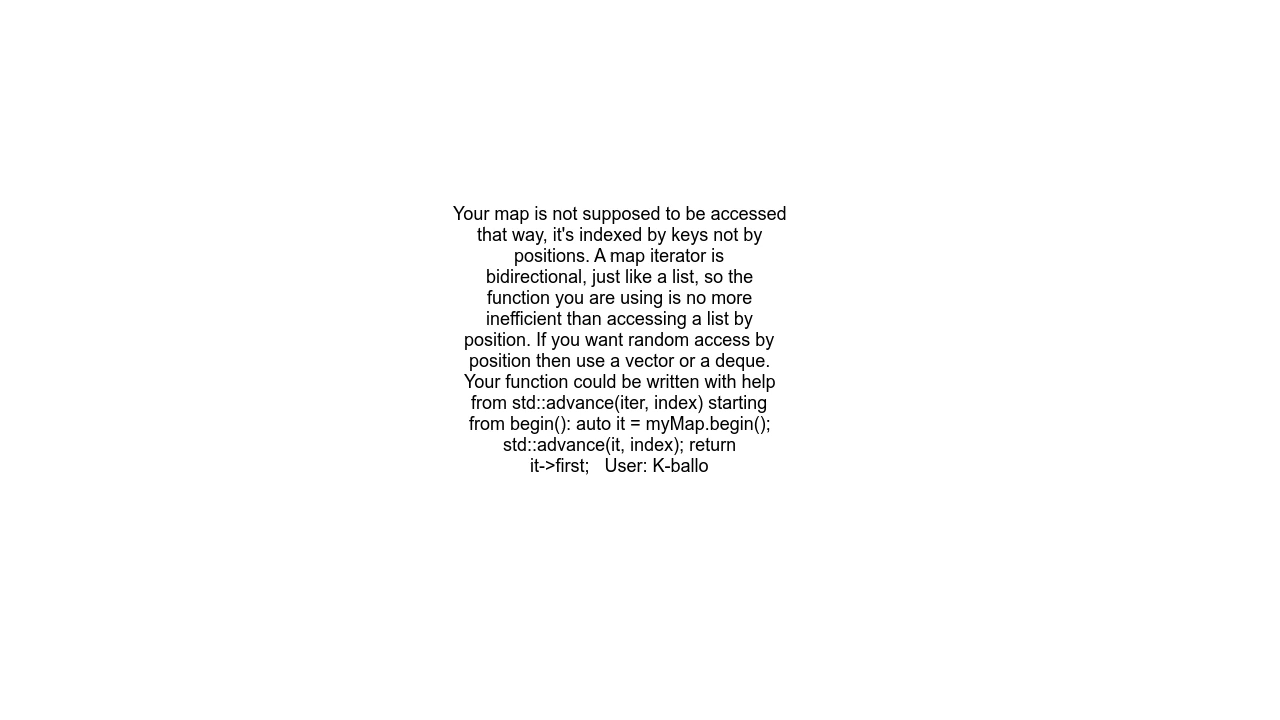 Your map is not supposed to be accessed
that way, it's indexed by keys not by
positions. A map iterator is
bidirectional, just like a list, so the
function you are using is no more
inefficient than accessing a list by
position. If you want random access by
position then use a vector or a deque.
Your function could be written with help
from std::advance(iter, index) starting
from begin(): auto it = myMap.begin();
std::advance(it, index); return
it->first;   User: K-ballo